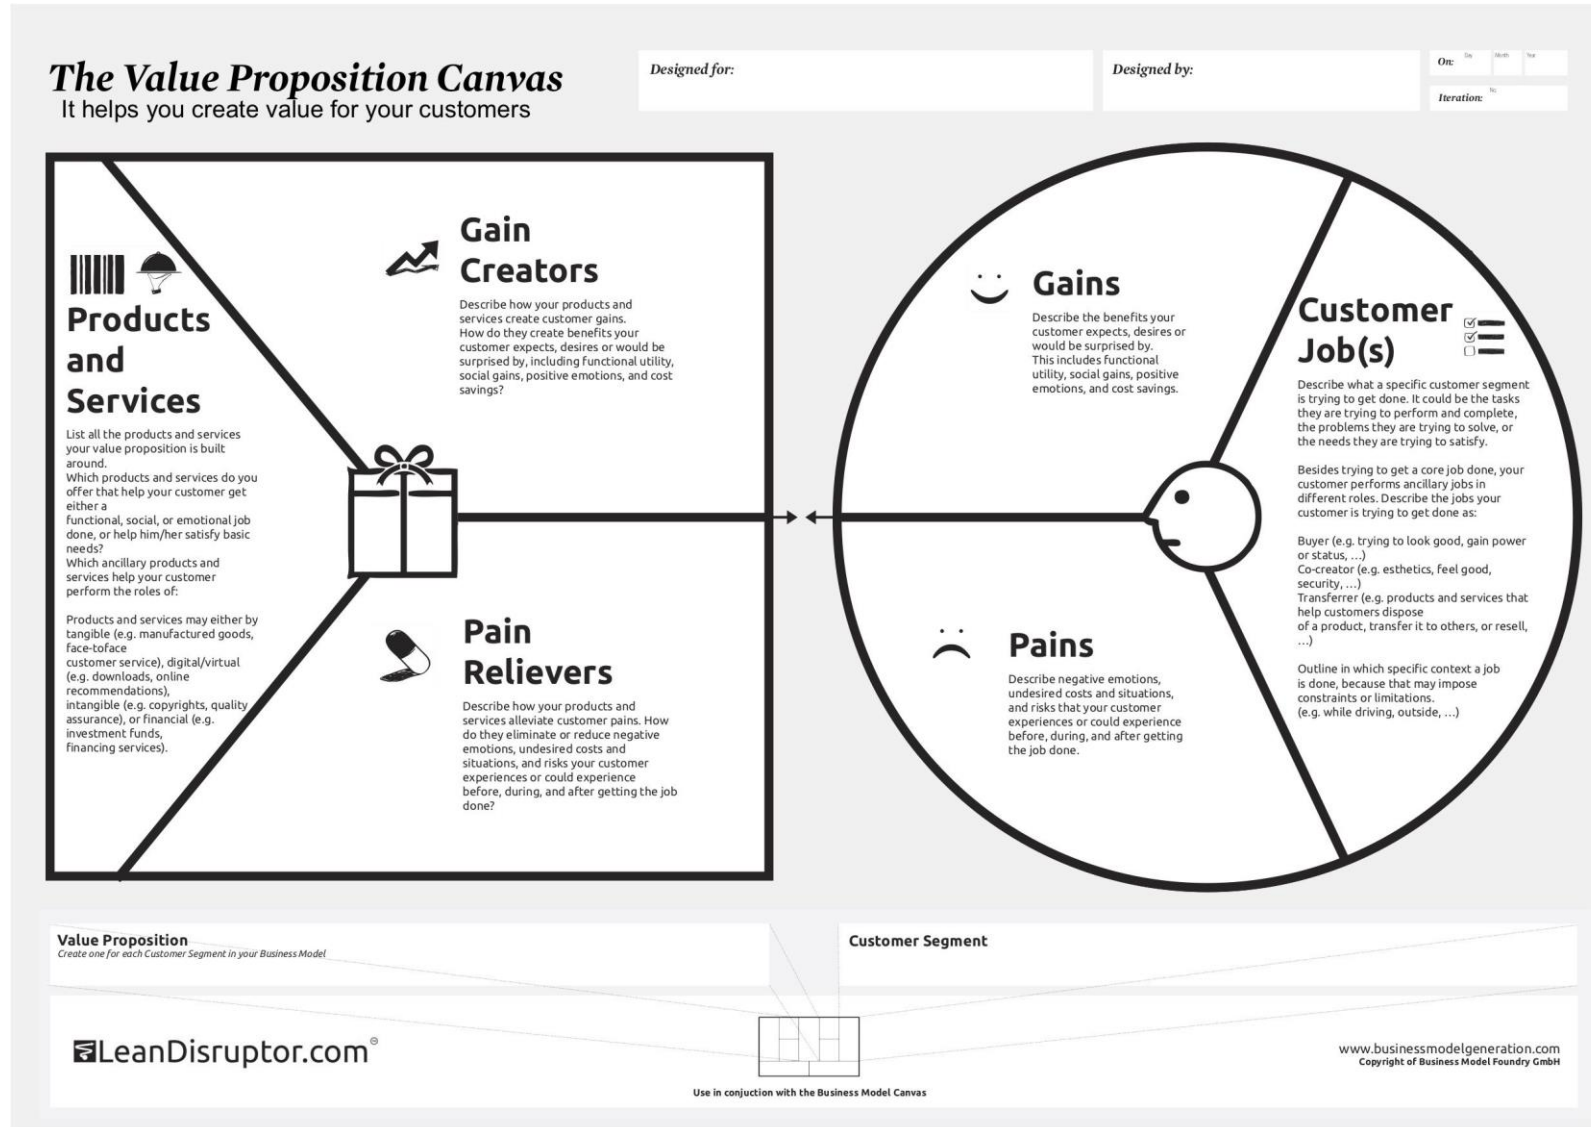 The Value Proposition Canvas
It helps you create value for your customers
Designed for:
Designed by:
On:
Day
Month
Year
Iteration:
No.
Products
and
Services
List all the products and services
your value proposition is built
around.
Which products and services do you
offer that help your customer get
either a
functional, social, or emotional job
done, or help him/her satisfy basic
needs?
Which ancillary products and
services help your customer
perform the roles of:
Products and services may either by
tangible (e.g. manufactured goods,
face-toface
customer service), digital/virtual
(e.g. downloads, online
recommendations),
intangible (e.g. copyrights, quality
assurance), or financial (e.g.
investment funds,
financing services).
Gain
Creators
Describe how your products and
services create customer gains.
How do they create benefits your
customer expects, desires or would be
surprised by, including functional utility,
social gains, positive emotions, and cost
savings?
Pain
Relievers
Describe how your products and
services alleviate customer pains. How
do they eliminate or reduce negative
emotions, undesired costs and
situations, and risks your customer
experiences or could experience
before, during, and after getting the job
done?
Gains
Describe the benefits your
customer expects, desires or
would be surprised by.
This includes functional
utility, social gains, positive
emotions, and cost savings.
Pains
Describe negative emotions,
undesired costs and situations,
and risks that your customer
experiences or could experience
before, during, and after getting
the job done.
Customer
Job(s)
Describe what a specific customer segment
is trying to get done. It could be the tasks
they are trying to perform and complete,
the problems they are trying to solve, or
the needs they are trying to satisfy.
Besides trying to get a core job done, your
customer performs ancillary jobs in
different roles. Describe the jobs your
customer is trying to get done as:
Buyer (e.g. trying to look good, gain power
or status, ...)
Co-creator (e.g. esthetics, feel good,
security, ...)
Transferrer (e.g. products and services that
help customers dispose
of a product, transfer it to others, or resell,
...)
Outline in which specific context a job
is done, because that may impose
constraints or limitations.
(e.g. while driving, outside, ...)
Value Proposition
Create one for each Customer Segment in your Business Model
Customer Segment
LeanDisruptor.com
Use in conjuction with the Business Model Canvas
www.businessmodelgeneration.com
Copyright of Business Model Foundry GmbH